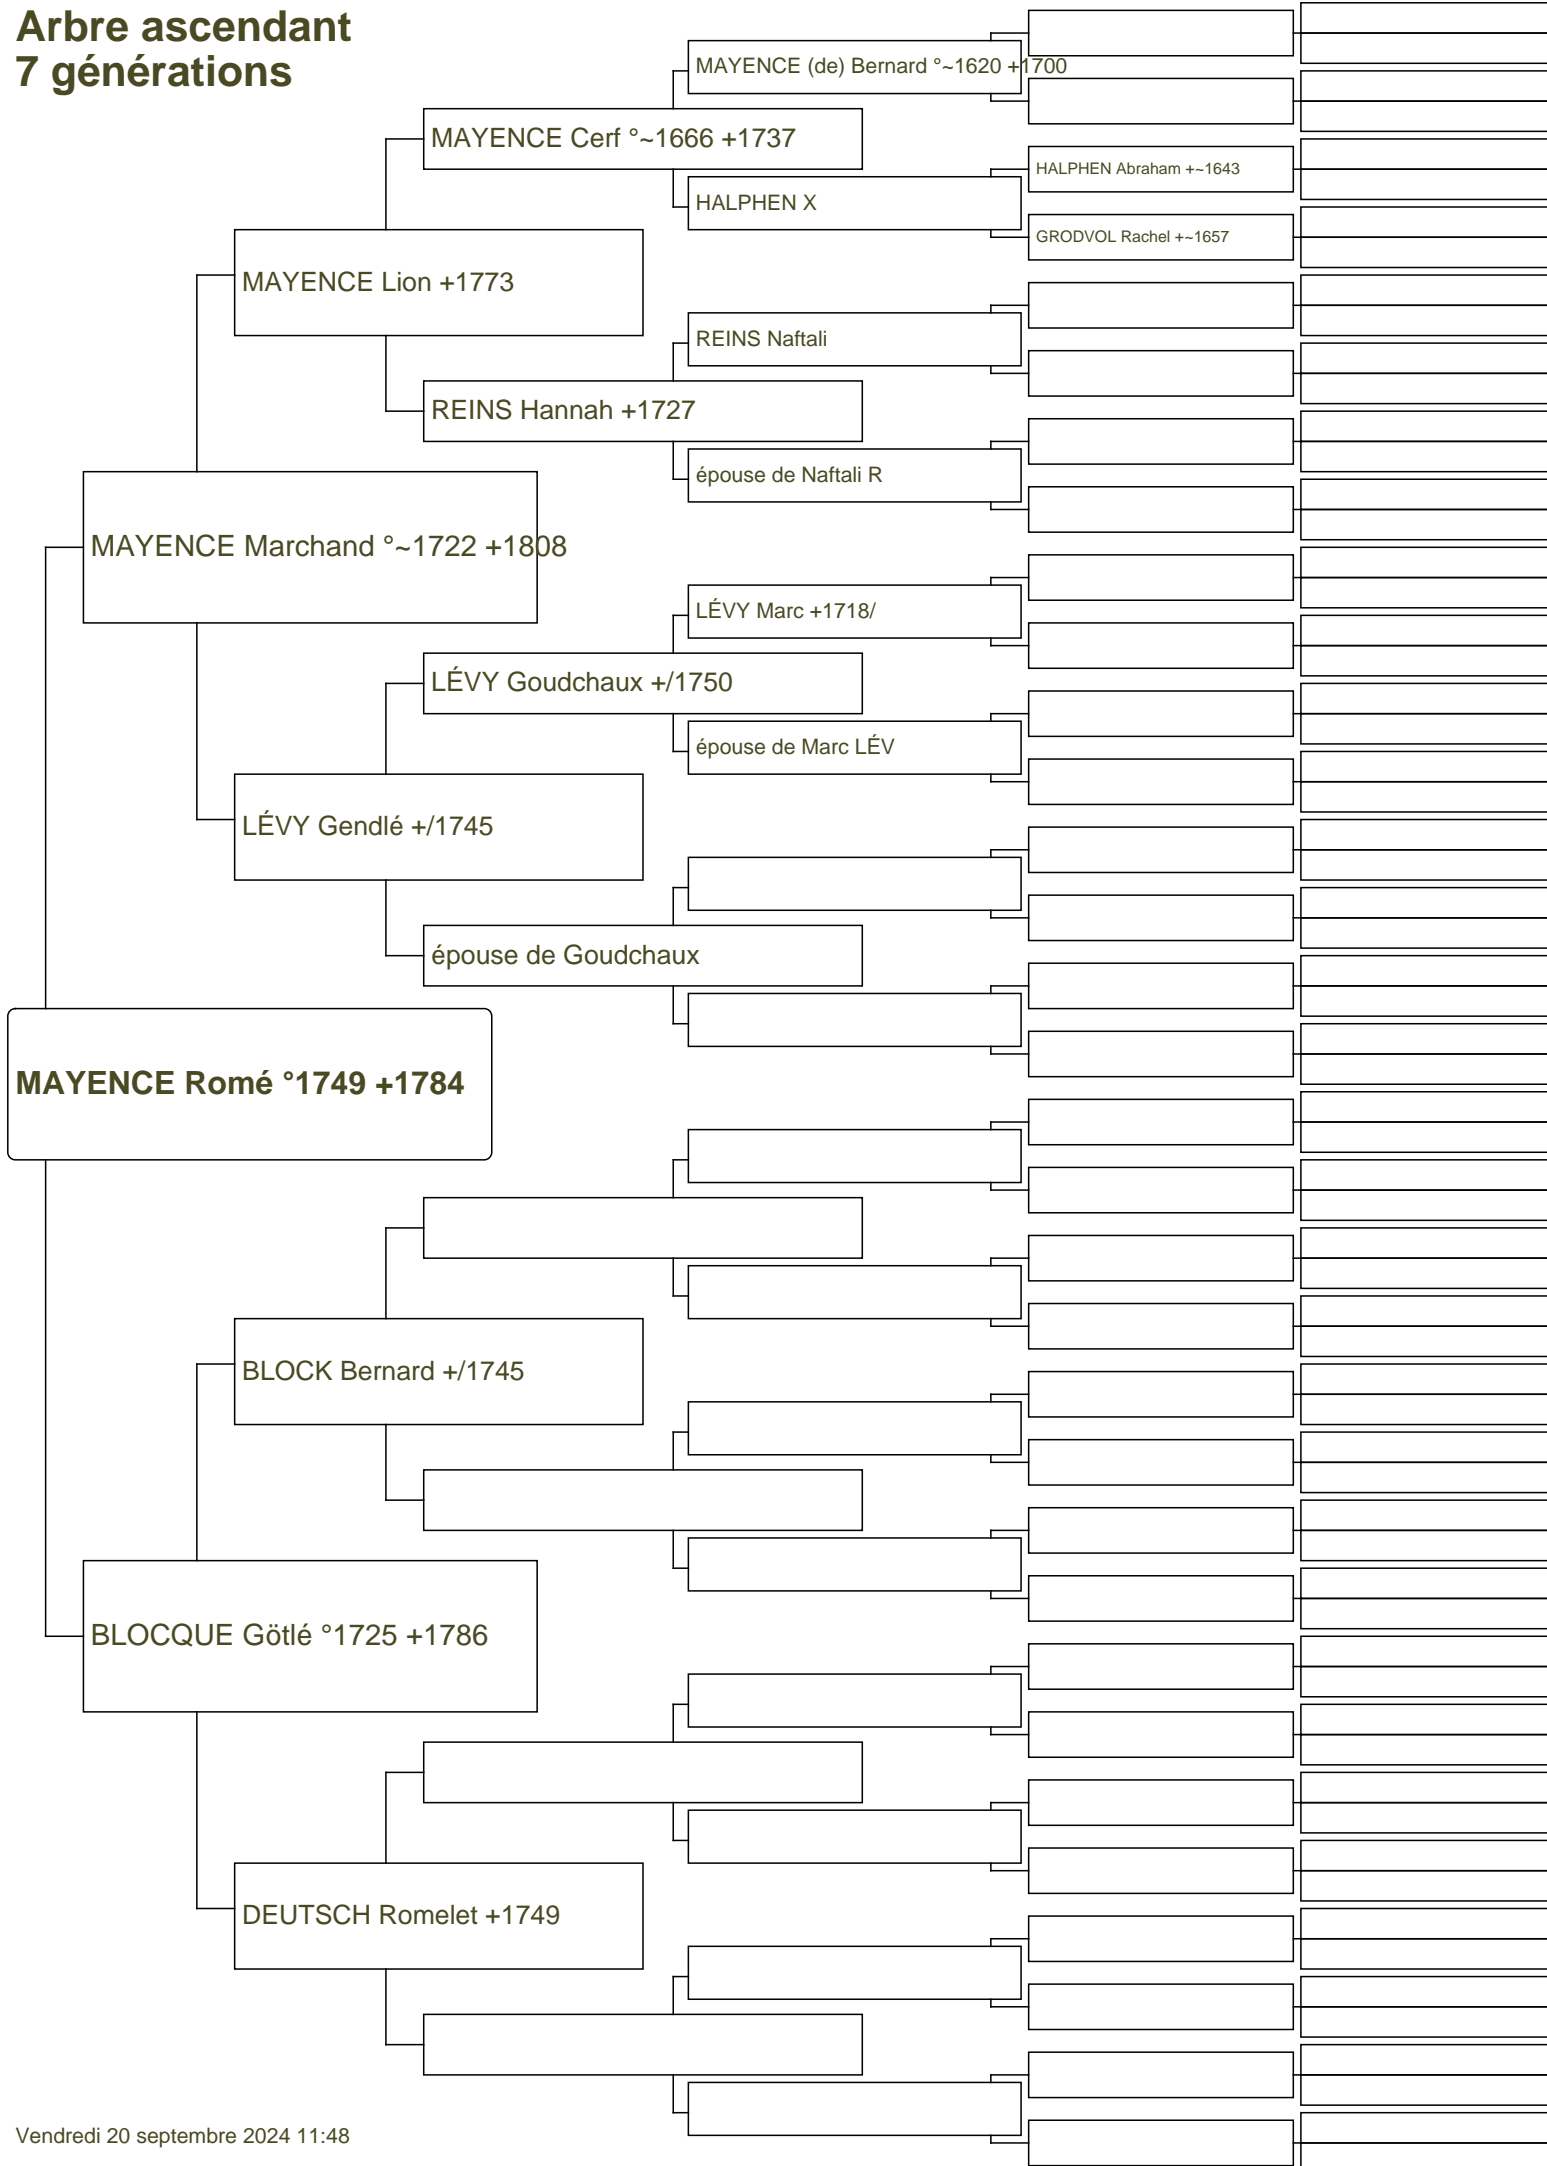 Arbre ascendant
7 générations
MAYENCE (de) Bernard °~1620 +1700
MAYENCE Cerf °~1666 +1737
HALPHEN Abraham +~1643
HALPHEN X
GRODVOL Rachel +~1657
MAYENCE Lion +1773
REINS Naftali
REINS Hannah +1727
épouse de Naftali R
MAYENCE Marchand °~1722 +1808
LÉVY Marc +1718/
LÉVY Goudchaux +/1750
épouse de Marc LÉV
LÉVY Gendlé +/1745
épouse de Goudchaux
MAYENCE Romé °1749 +1784
BLOCK Bernard +/1745
BLOCQUE Götlé °1725 +1786
DEUTSCH Romelet +1749
Vendredi 20 septembre 2024 11:48